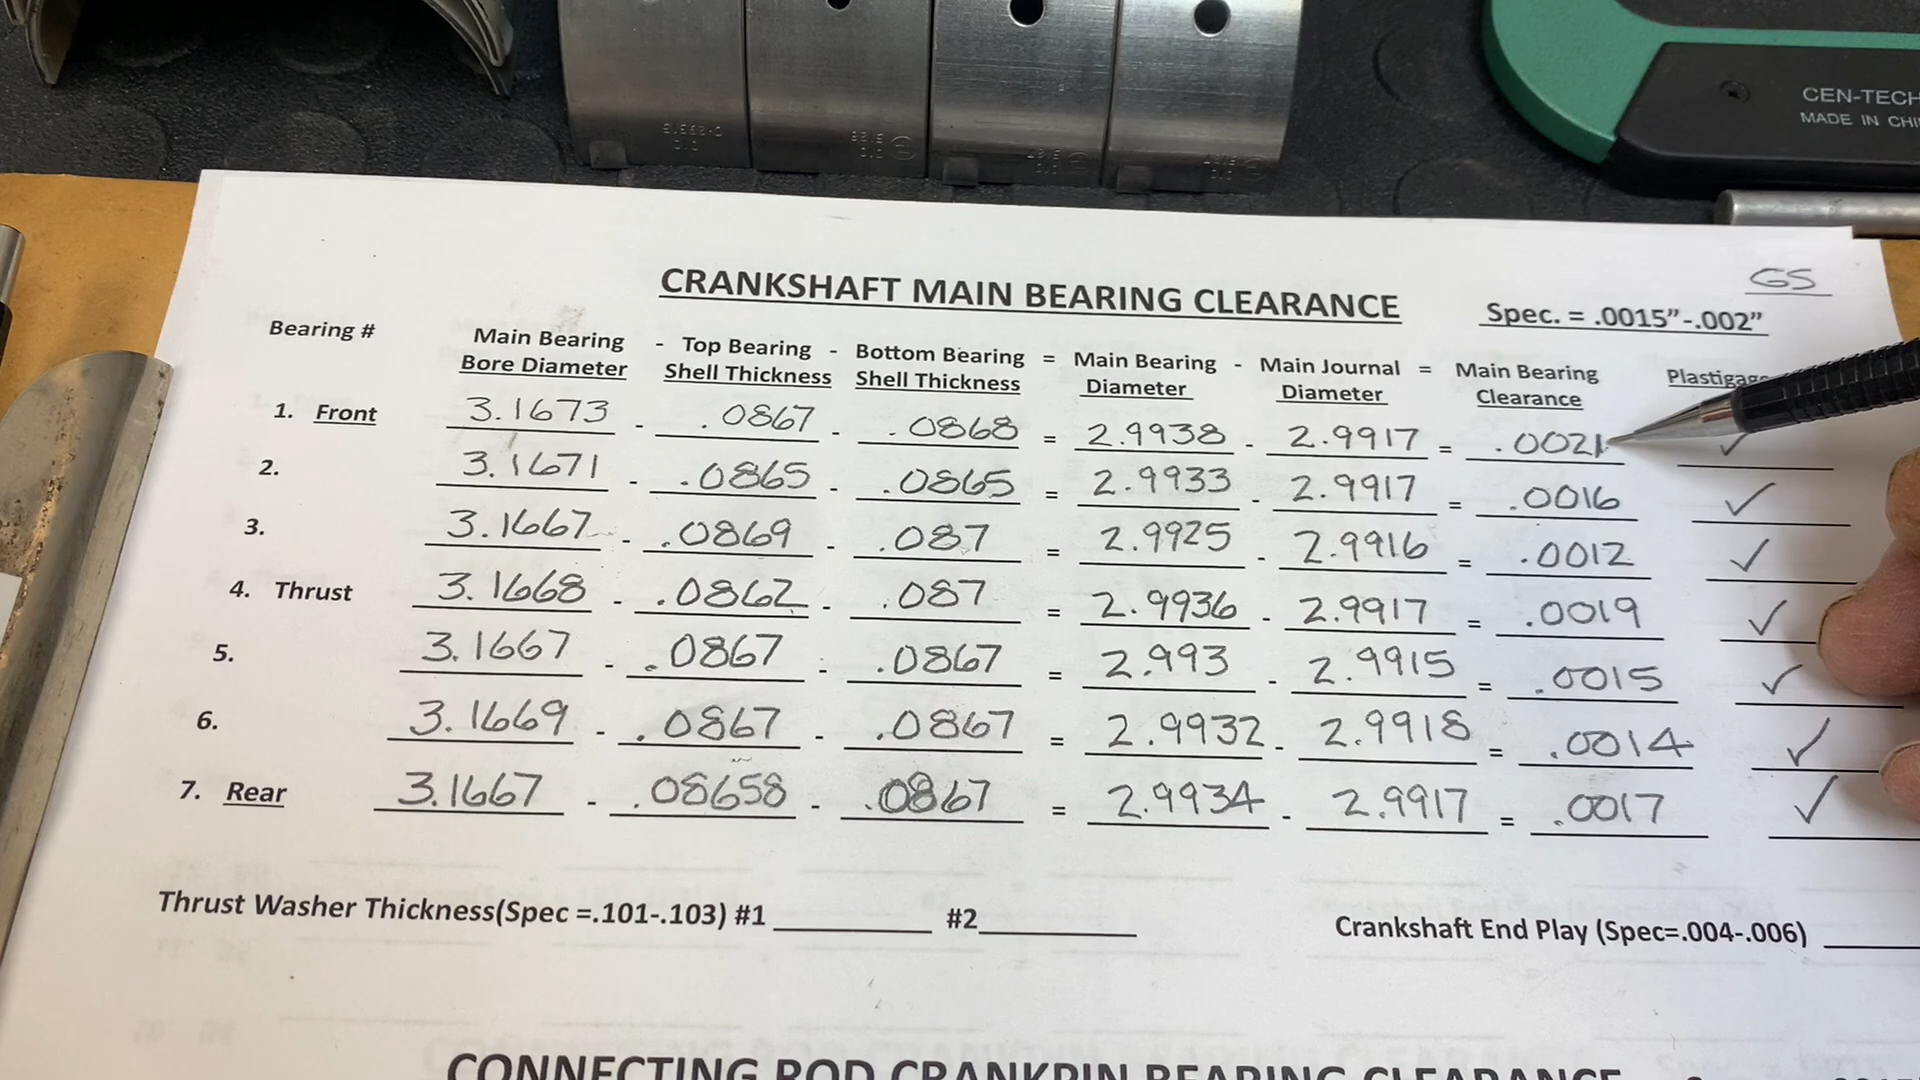 CEN-TECH
MADE IN CHI
GS
CRANKSHAFT MAIN BEARING CLEARANCE
Spec. = .0015”-.002”
Bearing # Main Bearing - Top Bearing - Bottom Bearing = Main Bearing - Main Journal = Main Bearing Plastigage
Bore Diameter Shell Thickness Shell Thickness Diameter Diameter Clearance
1. Front 3.1673 - .0867 - .0868 = 2.9938 - 2.9917 = .0021 ✓
2. 3.1671 - .0865 - .0865 = 2.9933 - 2.9917 = .0016 ✓
3. 3.1667 - .0869 - .087 = 2.9925 - 2.9916 = .0012 ✓
4. Thrust 3.1668 - .0862 - .087 = 2.9936 - 2.9917 = .0019 ✓
5. 3.1667 - .0867 - .0867 = 2.993 - 2.9915 = .0015 ✓
6. 3.1669 - .0867 - .0867 = 2.9932 - 2.9918 = .0014 ✓
7. Rear 3.1667 - .08658 - .0867 = 2.9934 - 2.9917 = .0017 ✓
Thrust Washer Thickness(Spec =.101-.103) #1 #2 Crankshaft End Play (Spec=.004-.006)
CONNECTING ROD CRANKPIN BEARING CLEARANCE